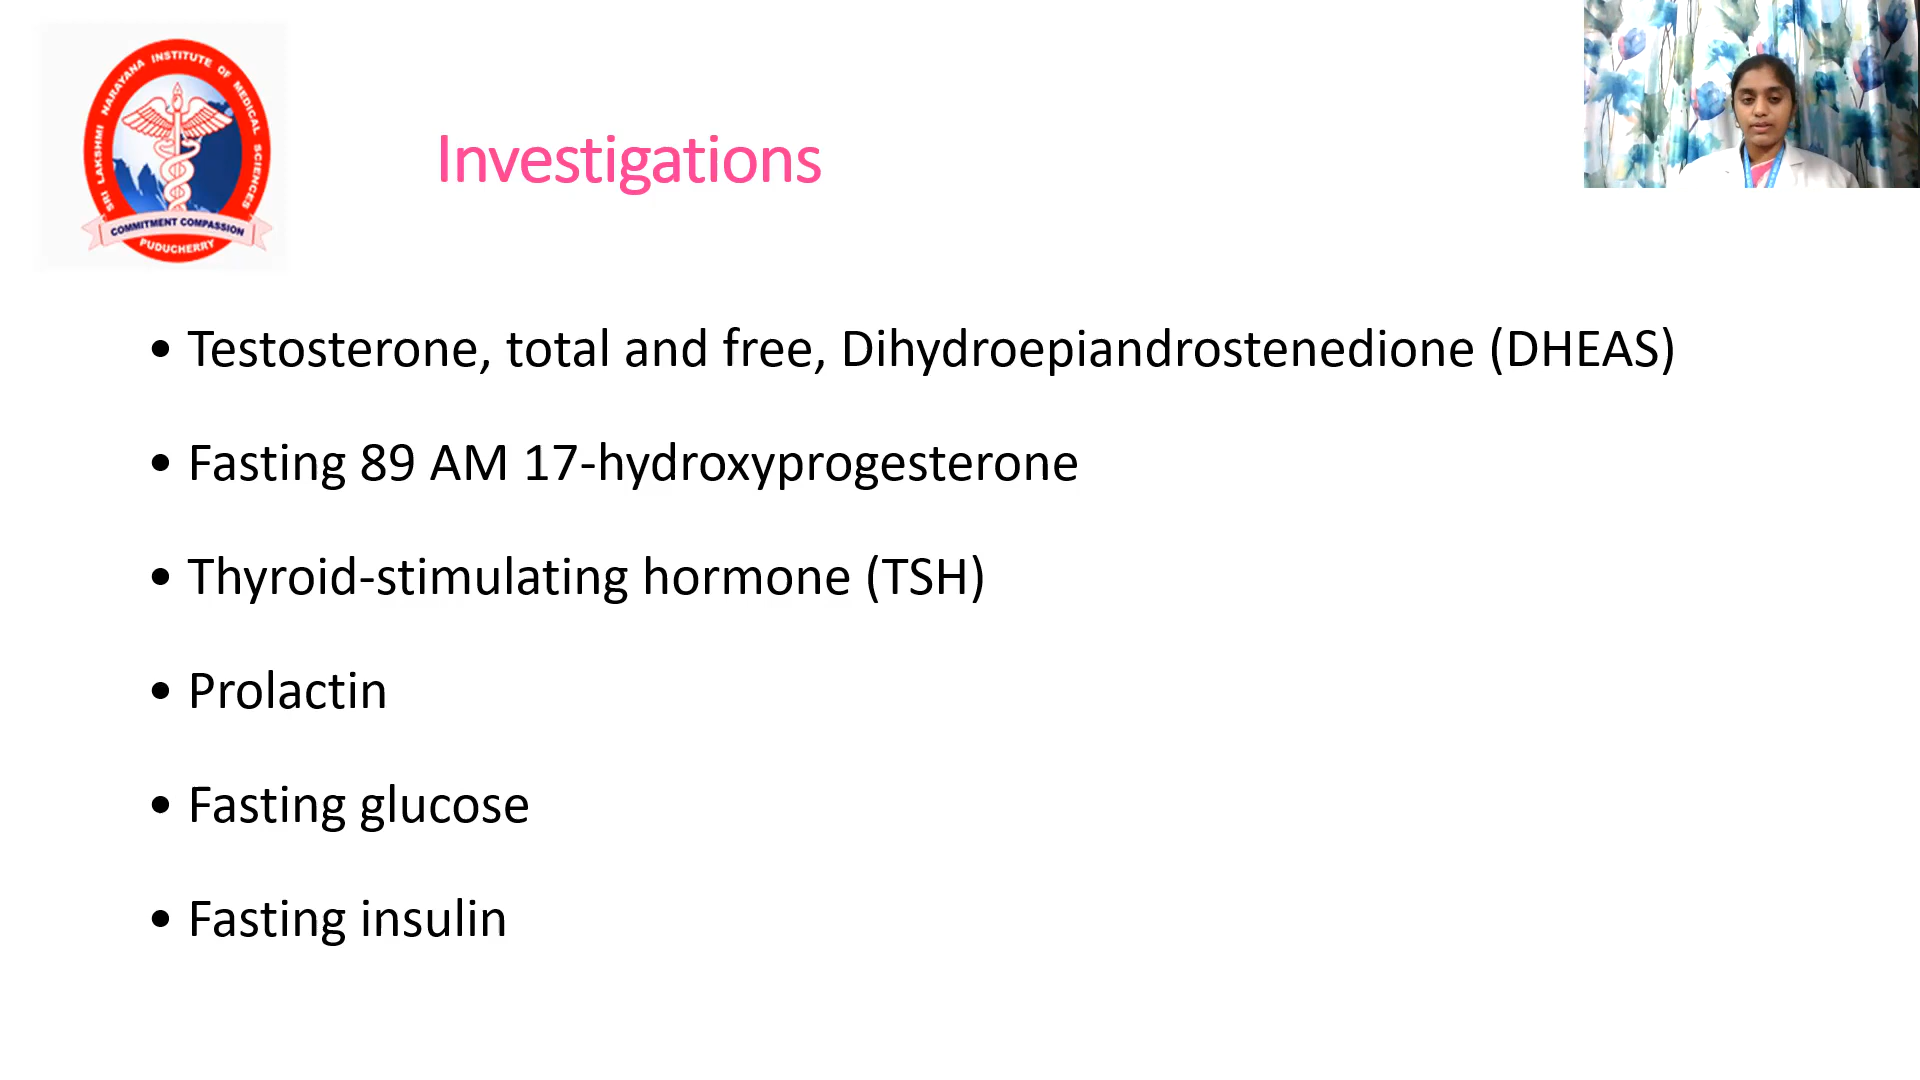 SRI LAKSHMI NARAYANA INSTITUTE OF MEDICAL SCIENCES
COMMITMENT COMPASSION
PUDUCHERRY
Investigations
• Testosterone, total and free, Dihydroepiandrostenedione (DHEAS)
• Fasting 89 AM 17-hydroxyprogesterone
• Thyroid-stimulating hormone (TSH)
• Prolactin
• Fasting glucose
• Fasting insulin